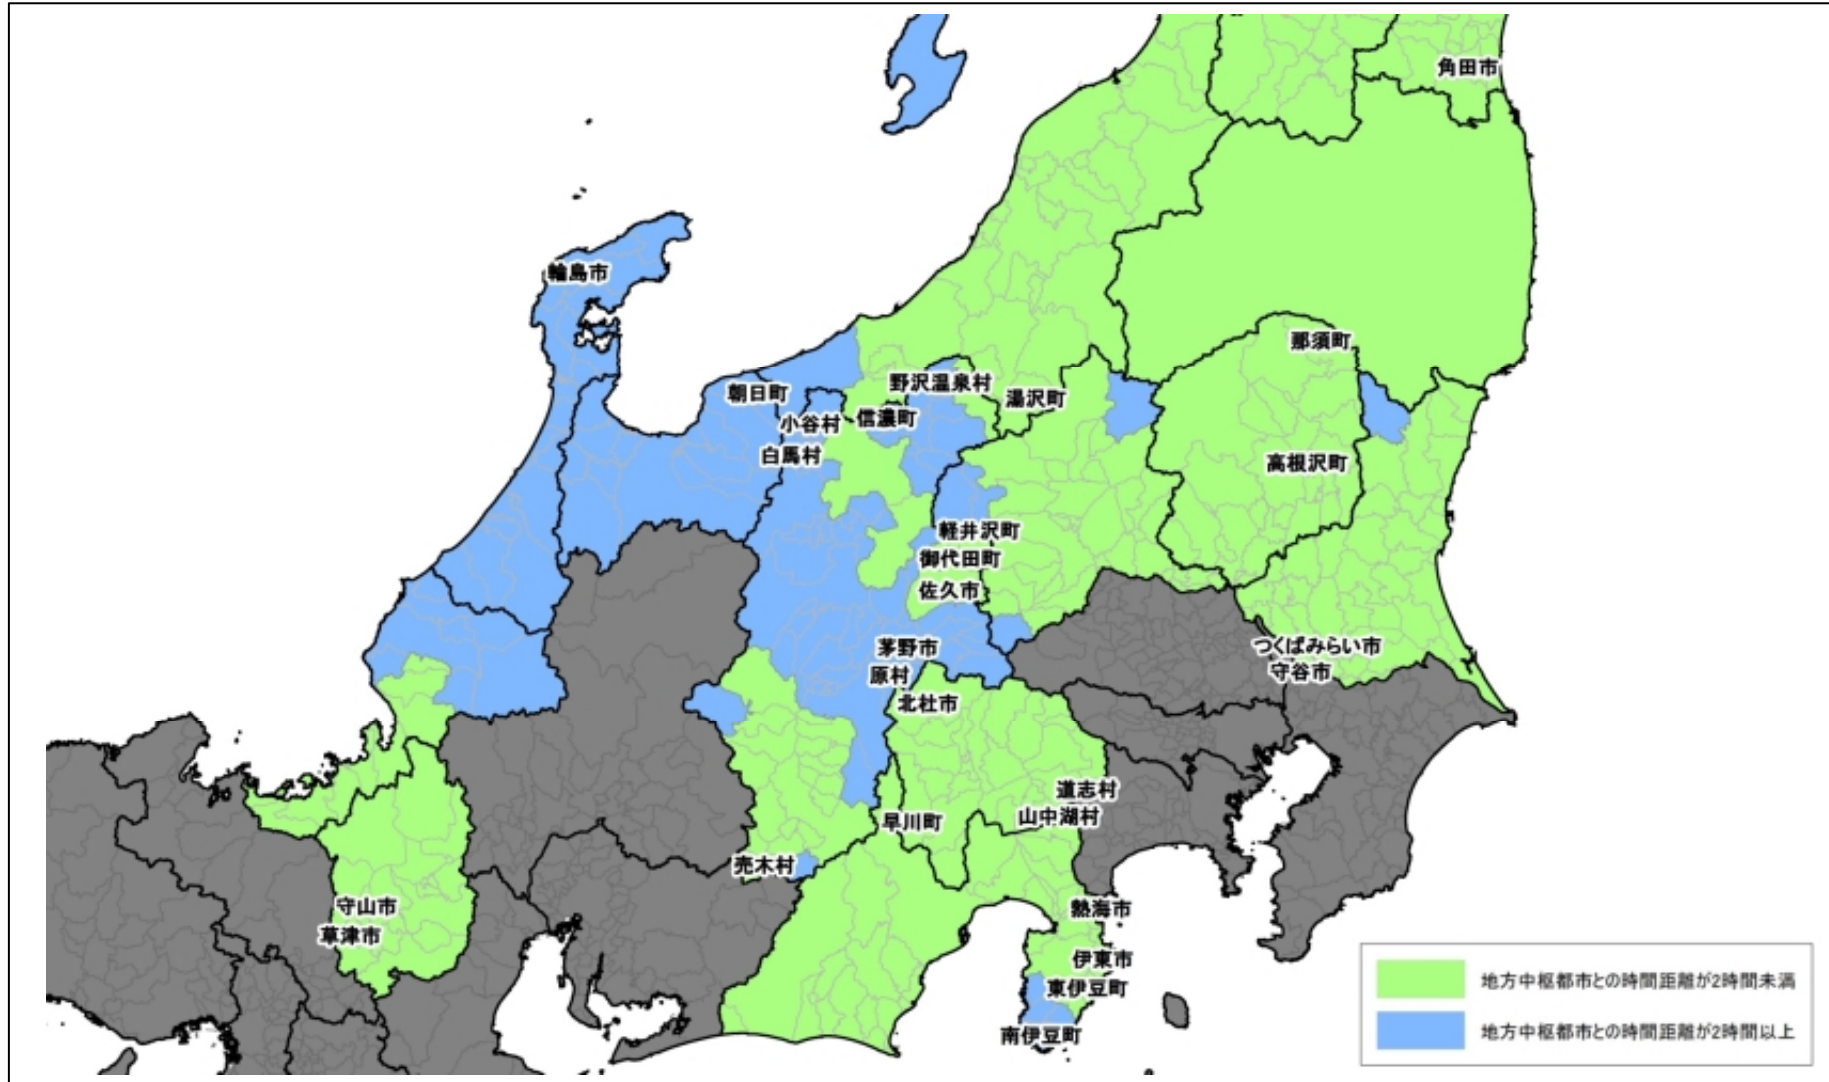 角田市
輪島市
那須町
野沢温泉村
朝日町
湯沢町
信濃町
小谷村
白馬村
高根沢町
軽井沢町
御代田町
佐久市
つくばみらい市
茅野市
守谷市
原村
北杜市
道志村
山中湖村
早川町
売木村
守山市
熱海市
草津市
伊東市
東伊豆町
南伊豆町
地方中枢都市との時間距離が2時間未満
地方中枢都市との時間距離が2時間以上